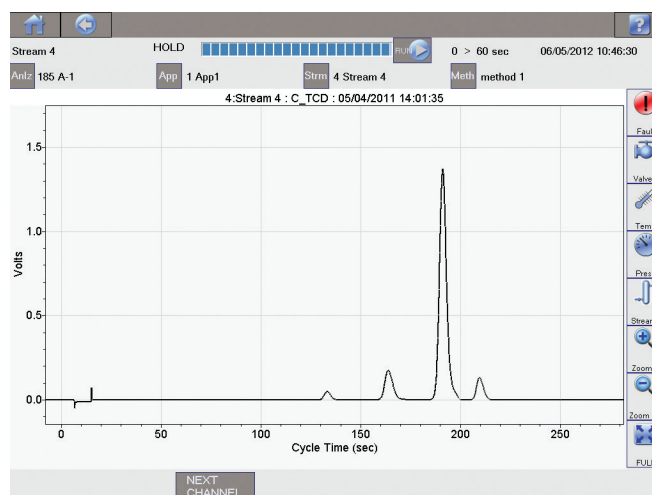 Stream 4 HOLD RUN 0 > 60 sec 06/05/2012 10:46:30
Anlz 185 A-1 App 1 App1 Strm 4 Stream 4 Meth method 1
4:Stream 4 : C_TCD : 05/04/2011 14:01:35
Volts
1.5
1.0
0.5
0.0
0 50 100 150 200 250
Cycle Time (sec)
Faul
Valve
Tem
Pres
Strear
Zoom
Zoom
FUL
NEXT
CHANNEL